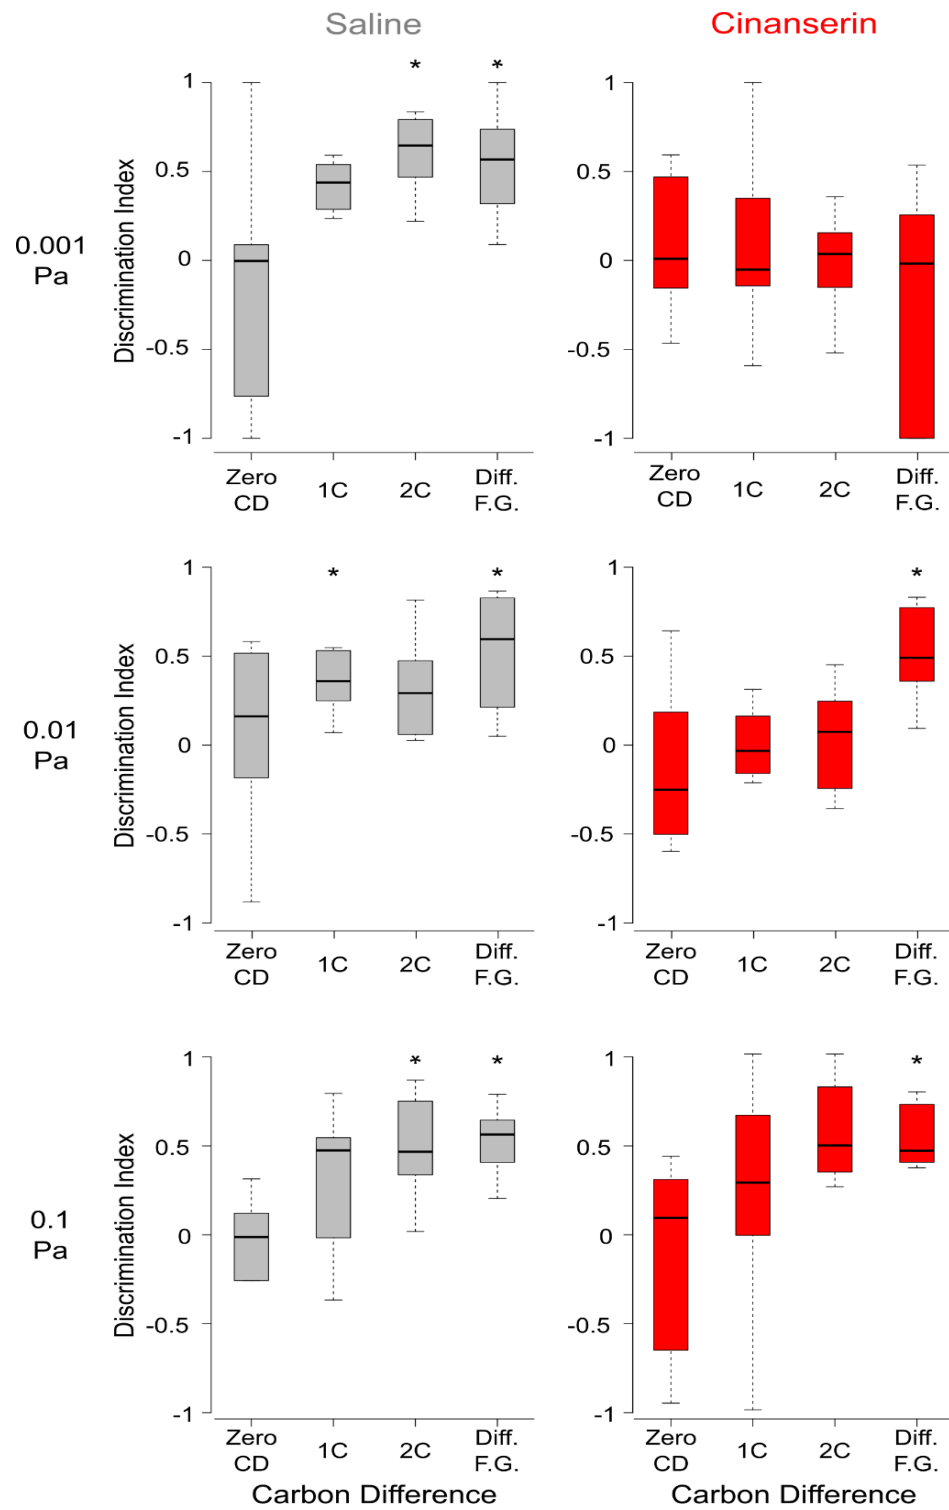 Saline
Cinanserin
0.001
Pa
Discrimination Index
1
0.5
0
-0.5
-1
* *
Zero
CD
1C
2C
Diff.
F.G.
1
0.5
0
-0.5
-1
Zero
CD
1C
2C
Diff.
F.G.
0.01
Pa
Discrimination Index
1
0.5
0
-0.5
-1
* *
Zero
CD
1C
2C
Diff.
F.G.
1
0.5
0
-0.5
-1
*
Zero
CD
1C
2C
Diff.
F.G.
0.1
Pa
Discrimination Index
1
0.5
0
-0.5
-1
* *
Zero
CD
1C
2C
Diff.
F.G.
Carbon Difference
1
0.5
0
-0.5
-1
*
Zero
CD
1C
2C
Diff.
F.G.
Carbon Difference